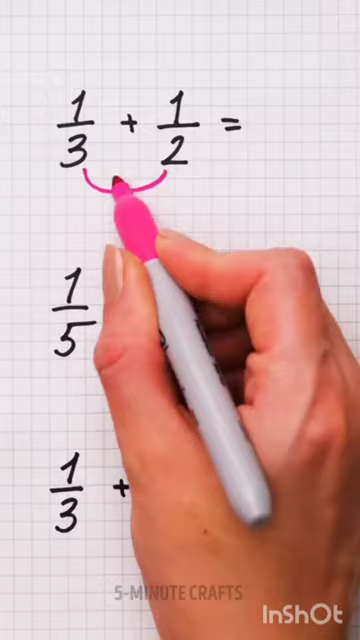 1/3 + 1/2 =
1/5
1/3 +
5-MINUTE CRAFTS
InShOt